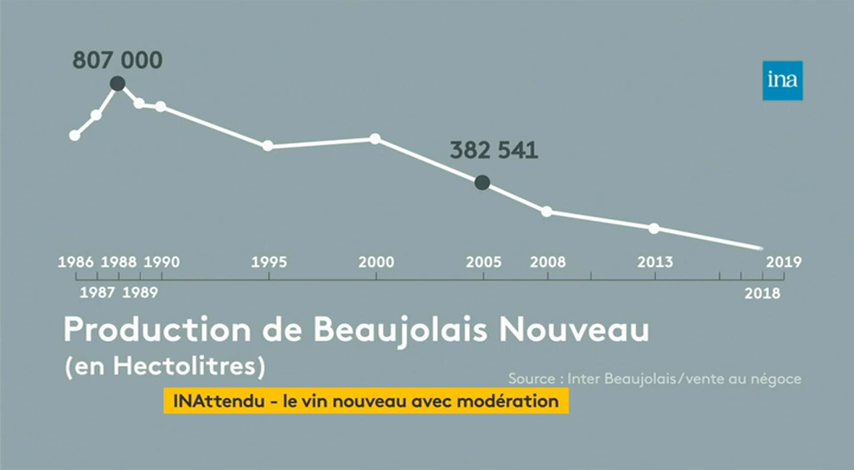 807 000
ina
382 541
1986 1988 1990 1995 2000 2005 2008 2013 2019
1987 1989 2018
Production de Beaujolais Nouveau
(en Hectolitres)
Source : Inter Beaujolais/vente au négoce
INAttendu - le vin nouveau avec modération